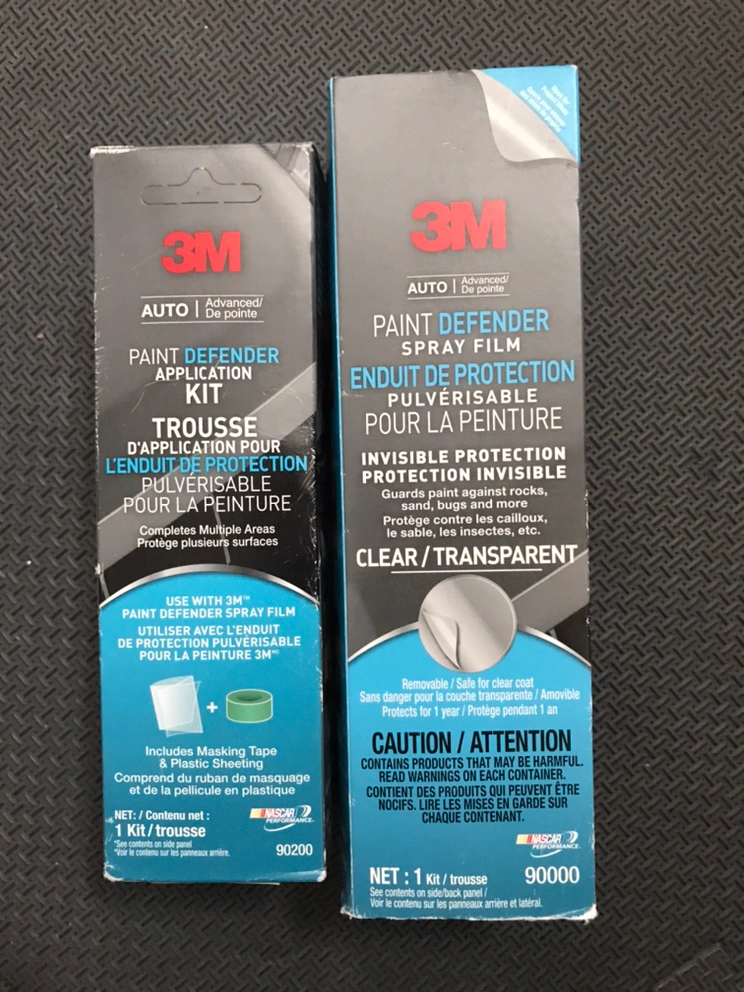 3M
AUTO | Advanced/
De pointe
PAINT DEFENDER
APPLICATION
KIT
TROUSSE
D'APPLICATION POUR
L'ENDUIT DE PROTECTION
PULVÉRISABLE
POUR LA PEINTURE
Completes Multiple Areas
Protège plusieurs surfaces
USE WITH 3M™
PAINT DEFENDER SPRAY FILM
UTILISER AVEC L'ENDUIT
DE PROTECTION PULVÉRISABLE
POUR LA PEINTURE 3M MC
+
Includes Masking Tape
& Plastic Sheeting
Comprend du ruban de masquage
et de la pellicule en plastique
NET: / Contenu net :
1 Kit / trousse
*See contents on side panel
*Voir le contenu sur les panneaux arrière.
NASCAR
PERFORMANCE
90200
3M
AUTO | Advanced/
De pointe
PAINT DEFENDER
SPRAY FILM
ENDUIT DE PROTECTION
PULVÉRISABLE
POUR LA PEINTURE
INVISIBLE PROTECTION
PROTECTION INVISIBLE
Guards paint against rocks,
sand, bugs and more
Protège contre les cailloux,
le sable, les insectes, etc.
CLEAR / TRANSPARENT
Removable / Safe for clear coat
Sans danger pour la couche transparente / Amovible
Protects for 1 year / Protège pendant 1 an
CAUTION / ATTENTION
CONTAINS PRODUCTS THAT MAY BE HARMFUL.
READ WARNINGS ON EACH CONTAINER.
CONTIENT DES PRODUITS QUI PEUVENT ÊTRE
NOCIFS. LIRE LES MISES EN GARDE SUR
CHAQUE CONTENANT.
NASCAR
PERFORMANCE
NET : 1 Kit / trousse
90000
See contents on side/back panel /
Voir le contenu sur les panneaux arrière et latéral.